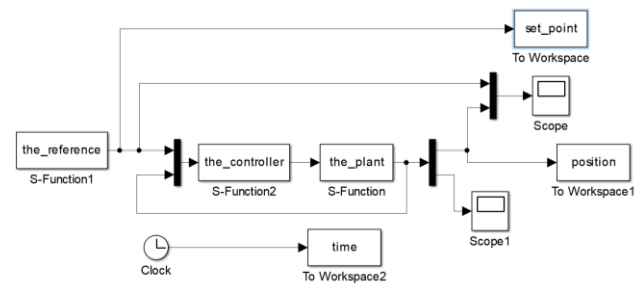 set_point
To Workspace
Scope
the_reference
S-Function1
the_controller
S-Function2
the_plant
S-Function
position
To Workspace1
Scope1
Clock
time
To Workspace2